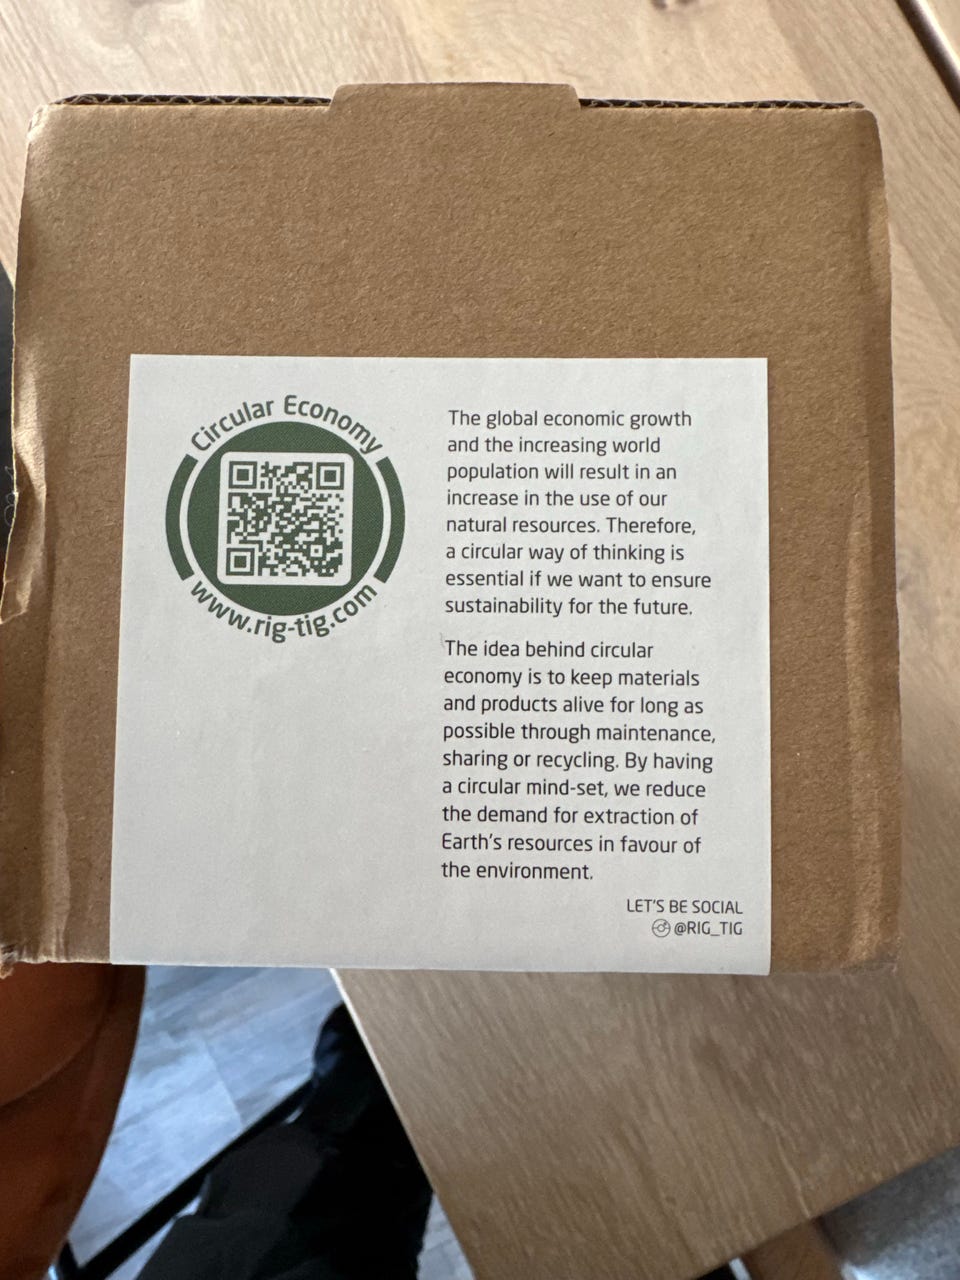 Circular Economy
www.rig-tig.com
The global economic growth
and the increasing world
population will result in an
increase in the use of our
natural resources. Therefore,
a circular way of thinking is
essential if we want to ensure
sustainability for the future.
The idea behind circular
economy is to keep materials
and products alive for long as
possible through maintenance,
sharing or recycling. By having
a circular mind-set, we reduce
the demand for extraction of
Earth's resources in favour of
the environment.
LET'S BE SOCIAL
@RIG_TIG